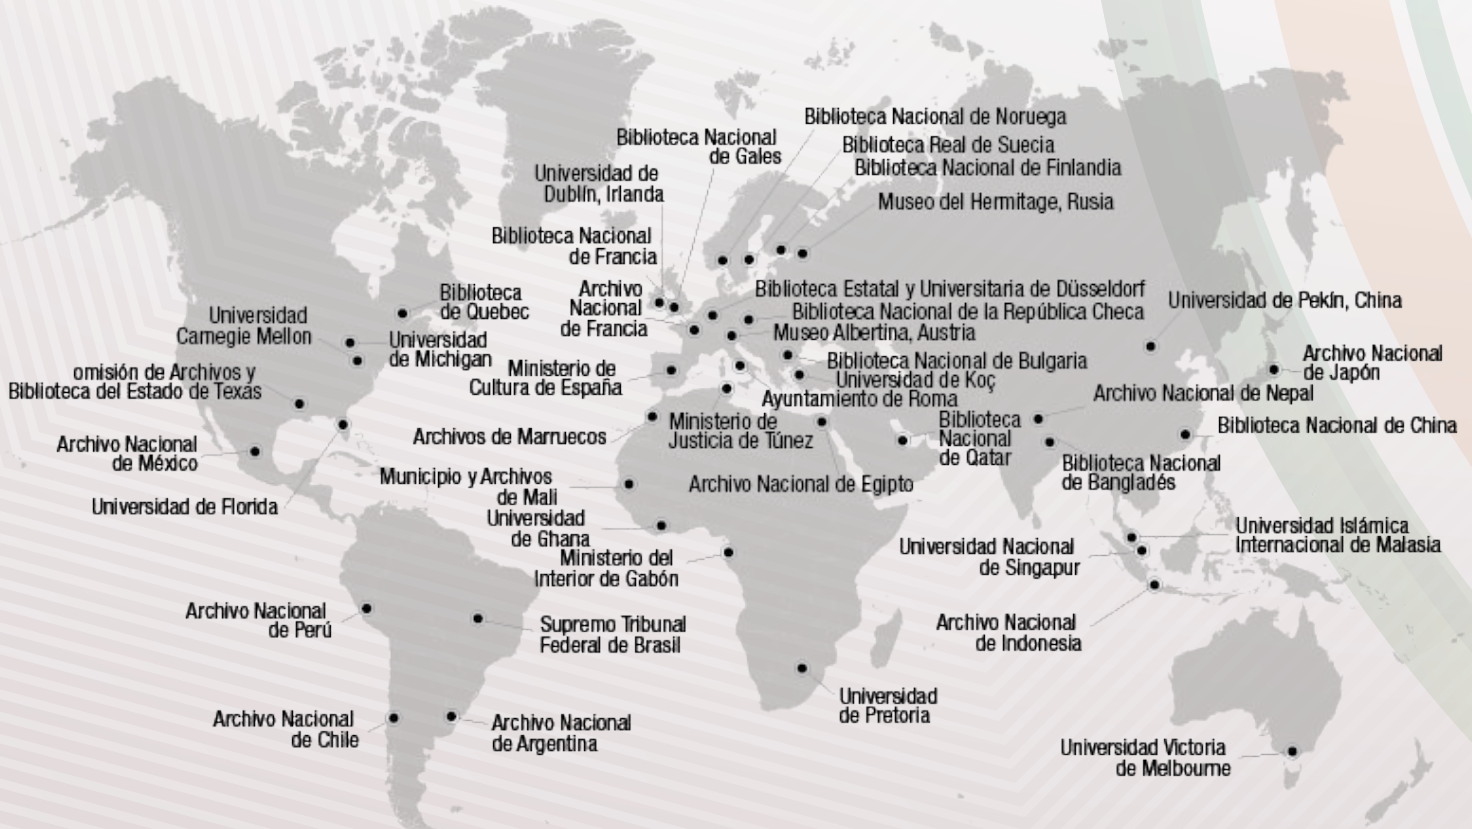 Biblioteca Nacional de Noruega
Biblioteca Nacional
de Gales
Biblioteca Real de Suecia
Biblioteca Nacional de Finlandia
Universidad de
Dublín, Irlanda
Museo del Hermitage, Rusia
Biblioteca Nacional
de Francia
Archivo
Nacional
de Francia
Biblioteca
de Quebec
Biblioteca Estatal y Universitaria de Düsseldorf
Biblioteca Nacional de la República Checa
Museo Albertina, Austria
Universidad de Pekín, China
Universidad
Carnegie Mellon
Universidad
de Michigan
Ministerio de
Cultura de España
Biblioteca Nacional de Bulgaria
Universidad de Koç
Ayuntamiento de Roma
Archivo Nacional
de Japón
omisión de Archivos y
Biblioteca del Estado de Texas
Archivo Nacional de Nepal
Archivos de Marruecos
Ministerio de
Justicia de Túnez
Biblioteca
Nacional
de Qatar
Biblioteca Nacional de China
Archivo Nacional
de México
Municipio y Archivos
de Mali
Archivo Nacional de Egipto
Biblioteca Nacional
de Bangladés
Universidad de Florida
Universidad
de Ghana
Ministerio del
Interior de Gabón
Universidad Nacional
de Singapur
Universidad Islámica
Internacional de Malasia
Archivo Nacional
de Perú
Supremo Tribunal
Federal de Brasil
Archivo Nacional
de Indonesia
Universidad
de Pretoria
Archivo Nacional
de Chile
Archivo Nacional
de Argentina
Universidad Victoria
de Melbourne